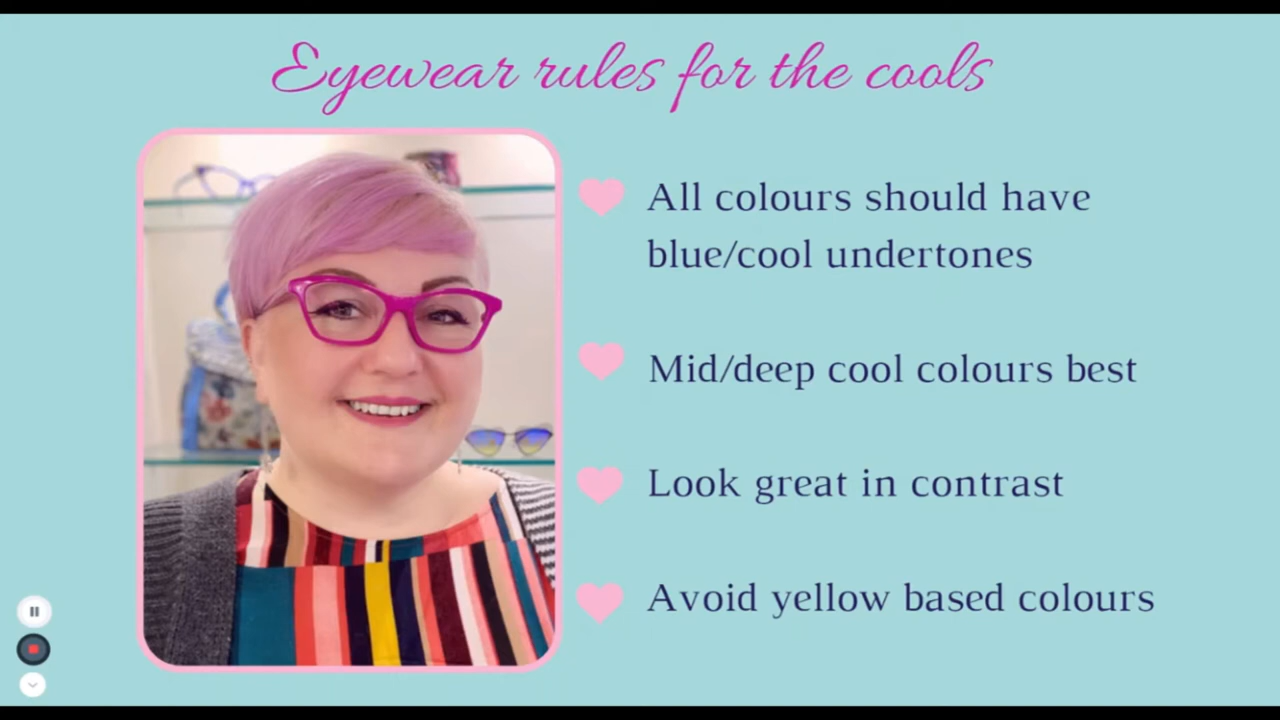 Eyewear rules for the cools
All colours should have
blue/cool undertones
Mid/deep cool colours best
Look great in contrast
Avoid yellow based colours